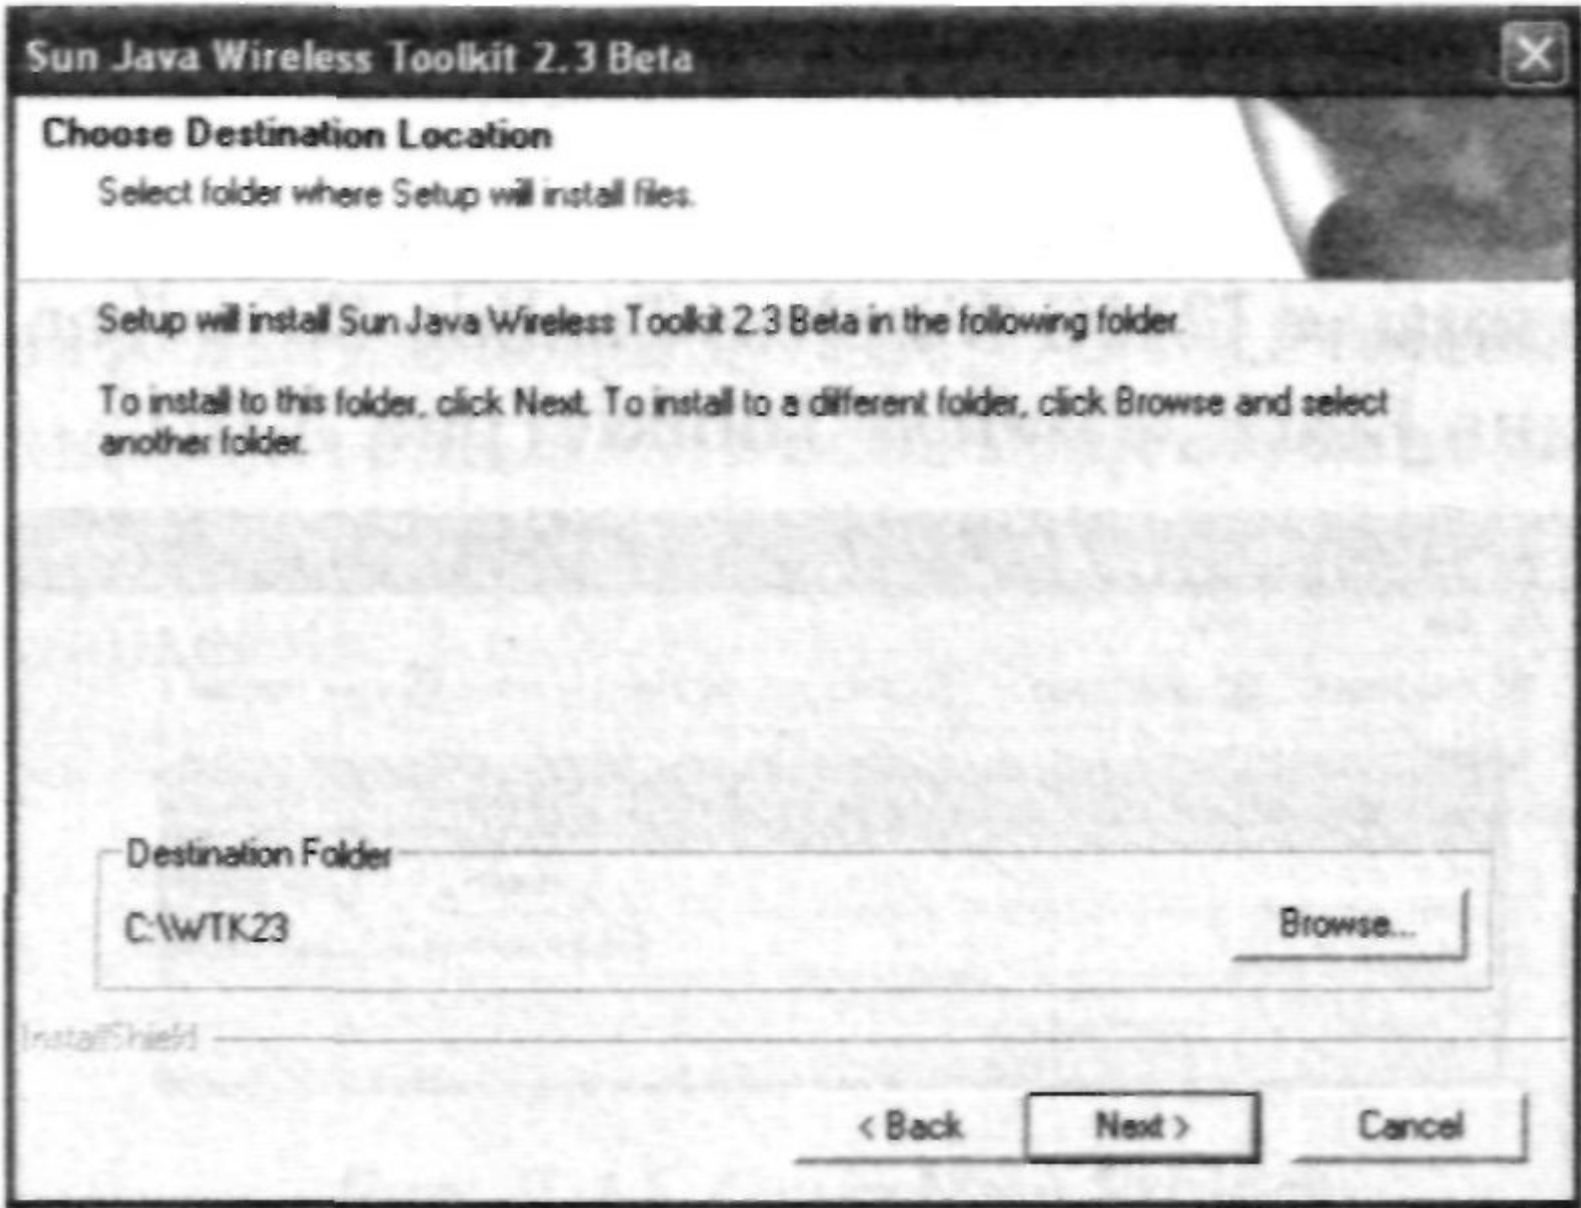 Sun Java Wireless Toolkit 2.3 Beta
Choose Destination Location
Select folder where Setup will install files.
Setup will install Sun Java Wireless Toolkit 2.3 Beta in the following folder.
To install to this folder, click Next. To install to a different folder, click Browse and select
another folder.
Destination Folder
C:\WTK23
Browse...
InstallShield
< Back
Next >
Cancel